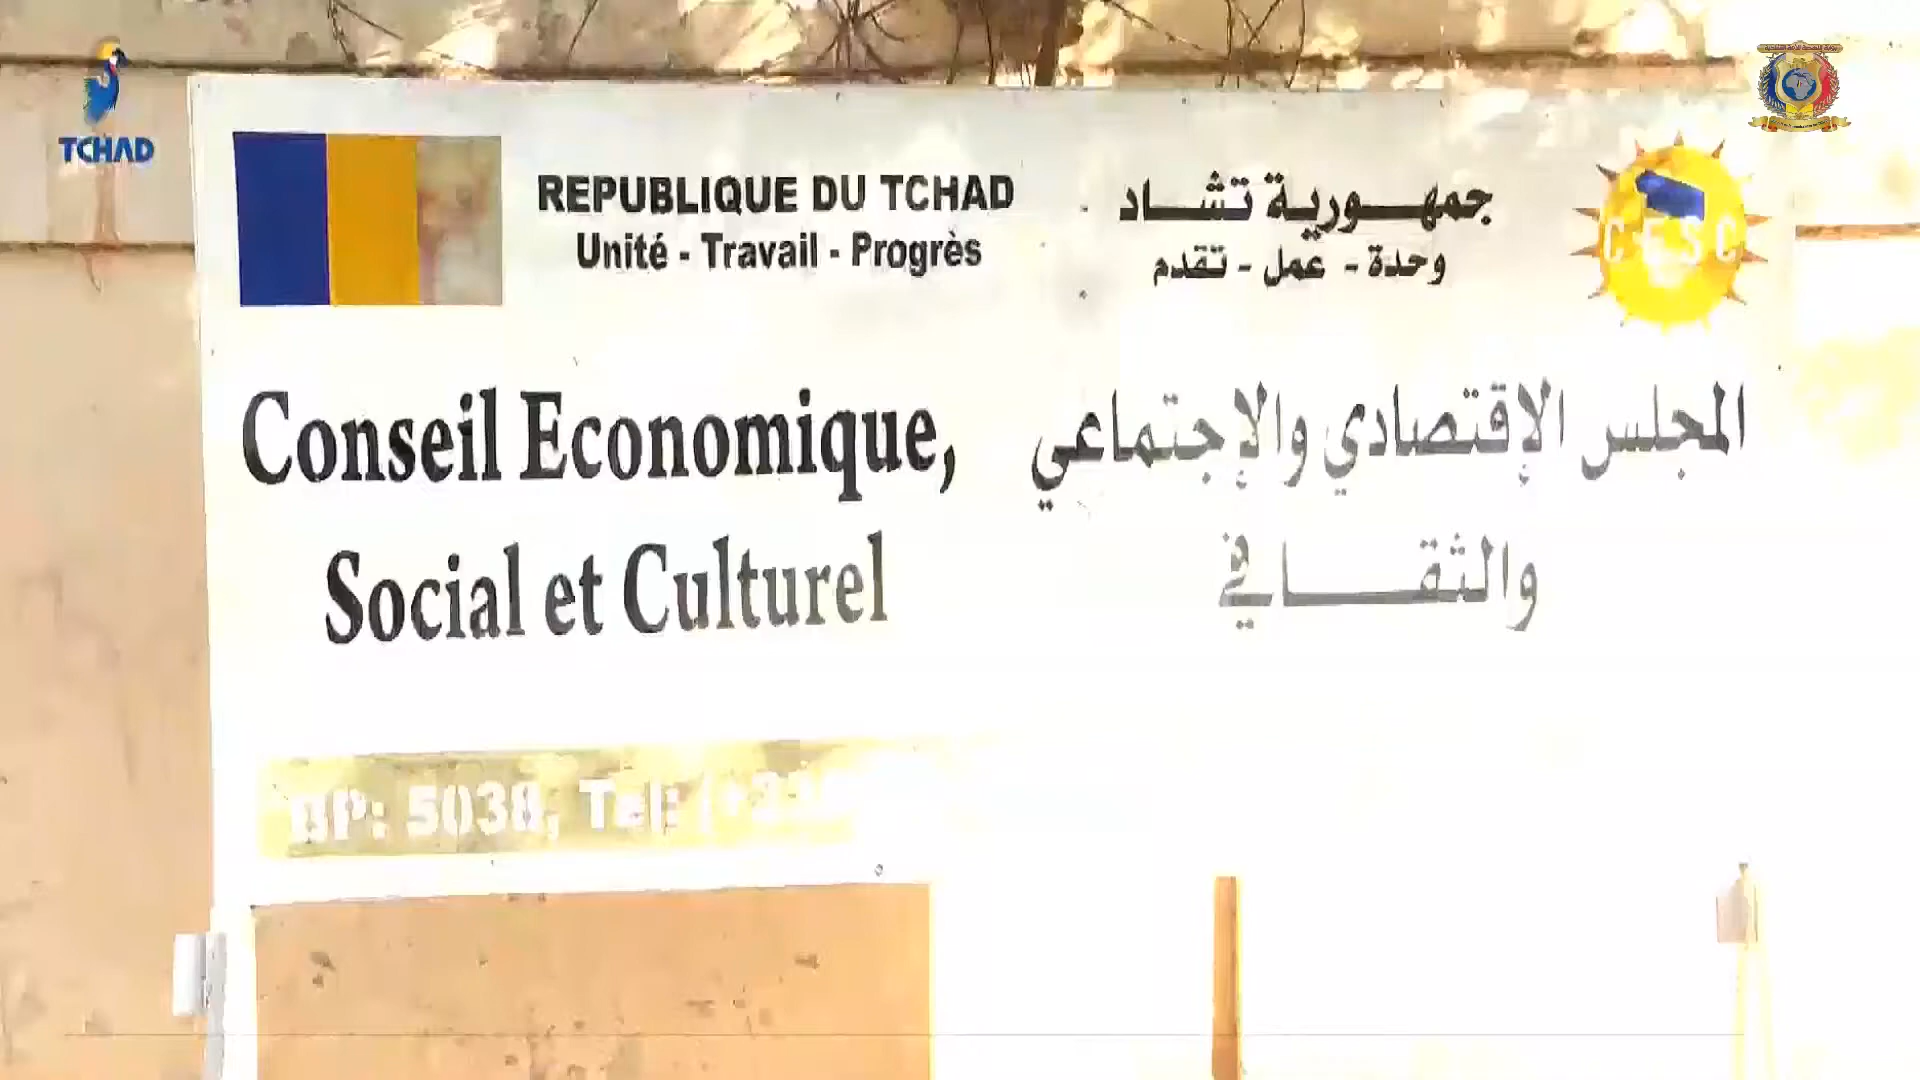 TCHAD
REPUBLIQUE DU TCHAD
Unité - Travail - Progrès
جمهورية تشاد
وحدة - عمل - تقدم
CESC
Conseil Economique,
Social et Culturel
المجلس الإقتصادي والإجتماعي
والثقافي
BP: 5038, Tel: